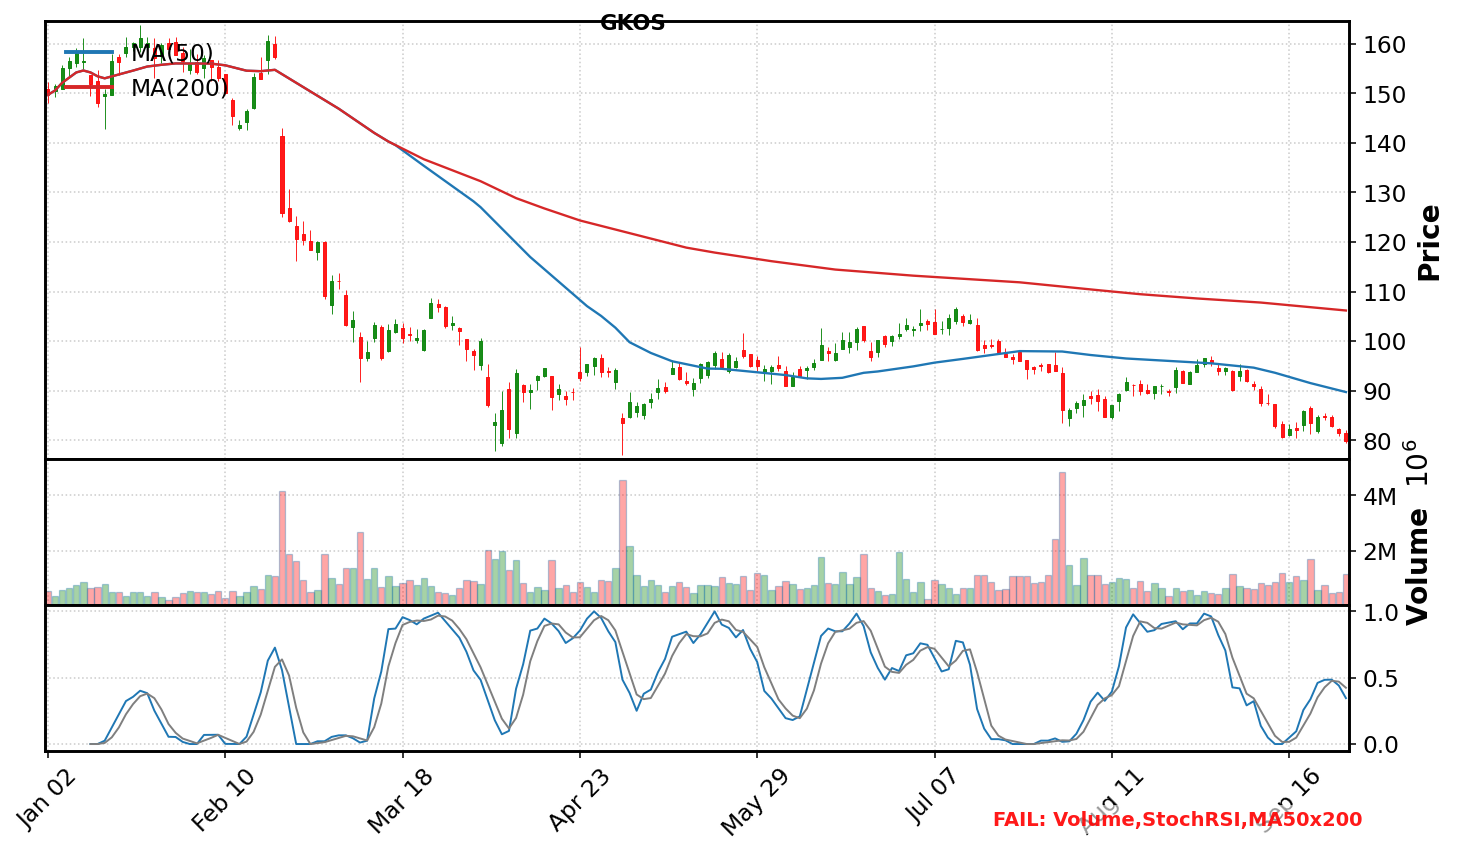 GKOS
MA(50)
MA(200)
160
150
140
130
120
110
100
90
80
Price
4M
2M
Volume 10^6
1.0
0.5
0.0
Jan 02
Feb 10
Mar 18
Apr 23
May 29
Jul 07
Aug 11
Sep 16
FAIL: Volume,StochRSI,MA50x200